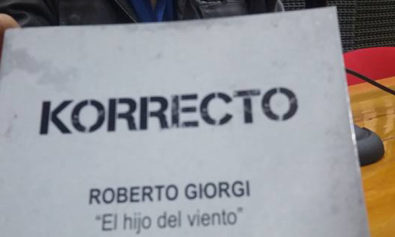 KORRECTO
ROBERTO GIORGI
"El hijo del viento"